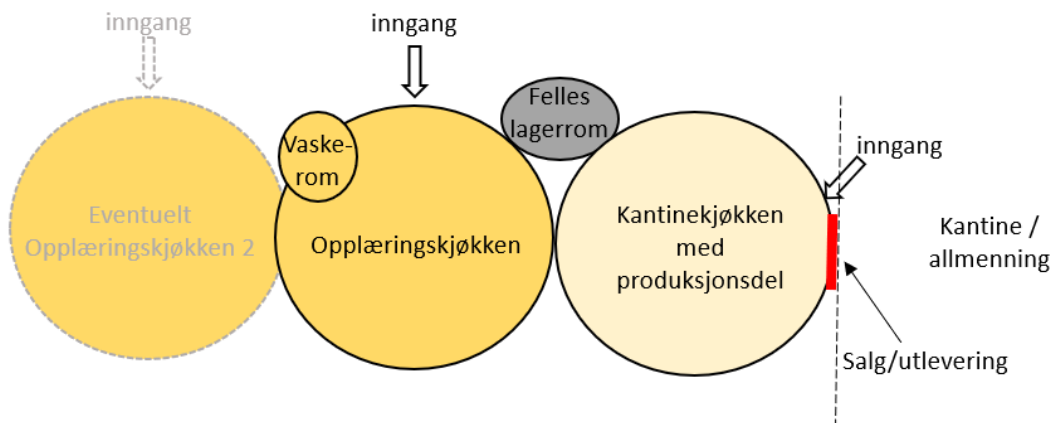 inngang
inngang
Felles
lagerrom
Vaske-
rom
inngang
Eventuelt
Opplæringskjøkken 2
Opplæringskjøkken
Kantinekjøkken
med
produksjonsdel
Kantine /
allmenning
Salg/utlevering